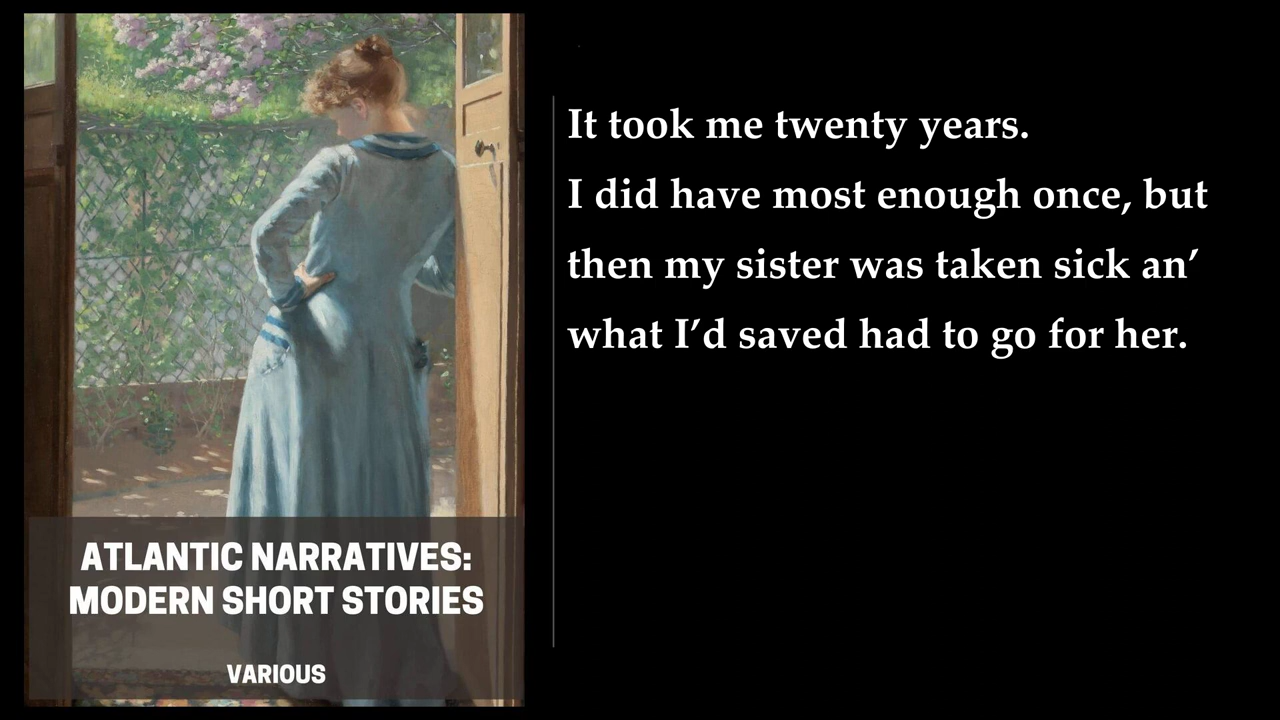 It took me twenty years.
I did have most enough once, but
then my sister was taken sick an’
what I’d saved had to go for her.
ATLANTIC NARRATIVES:
MODERN SHORT STORIES
VARIOUS